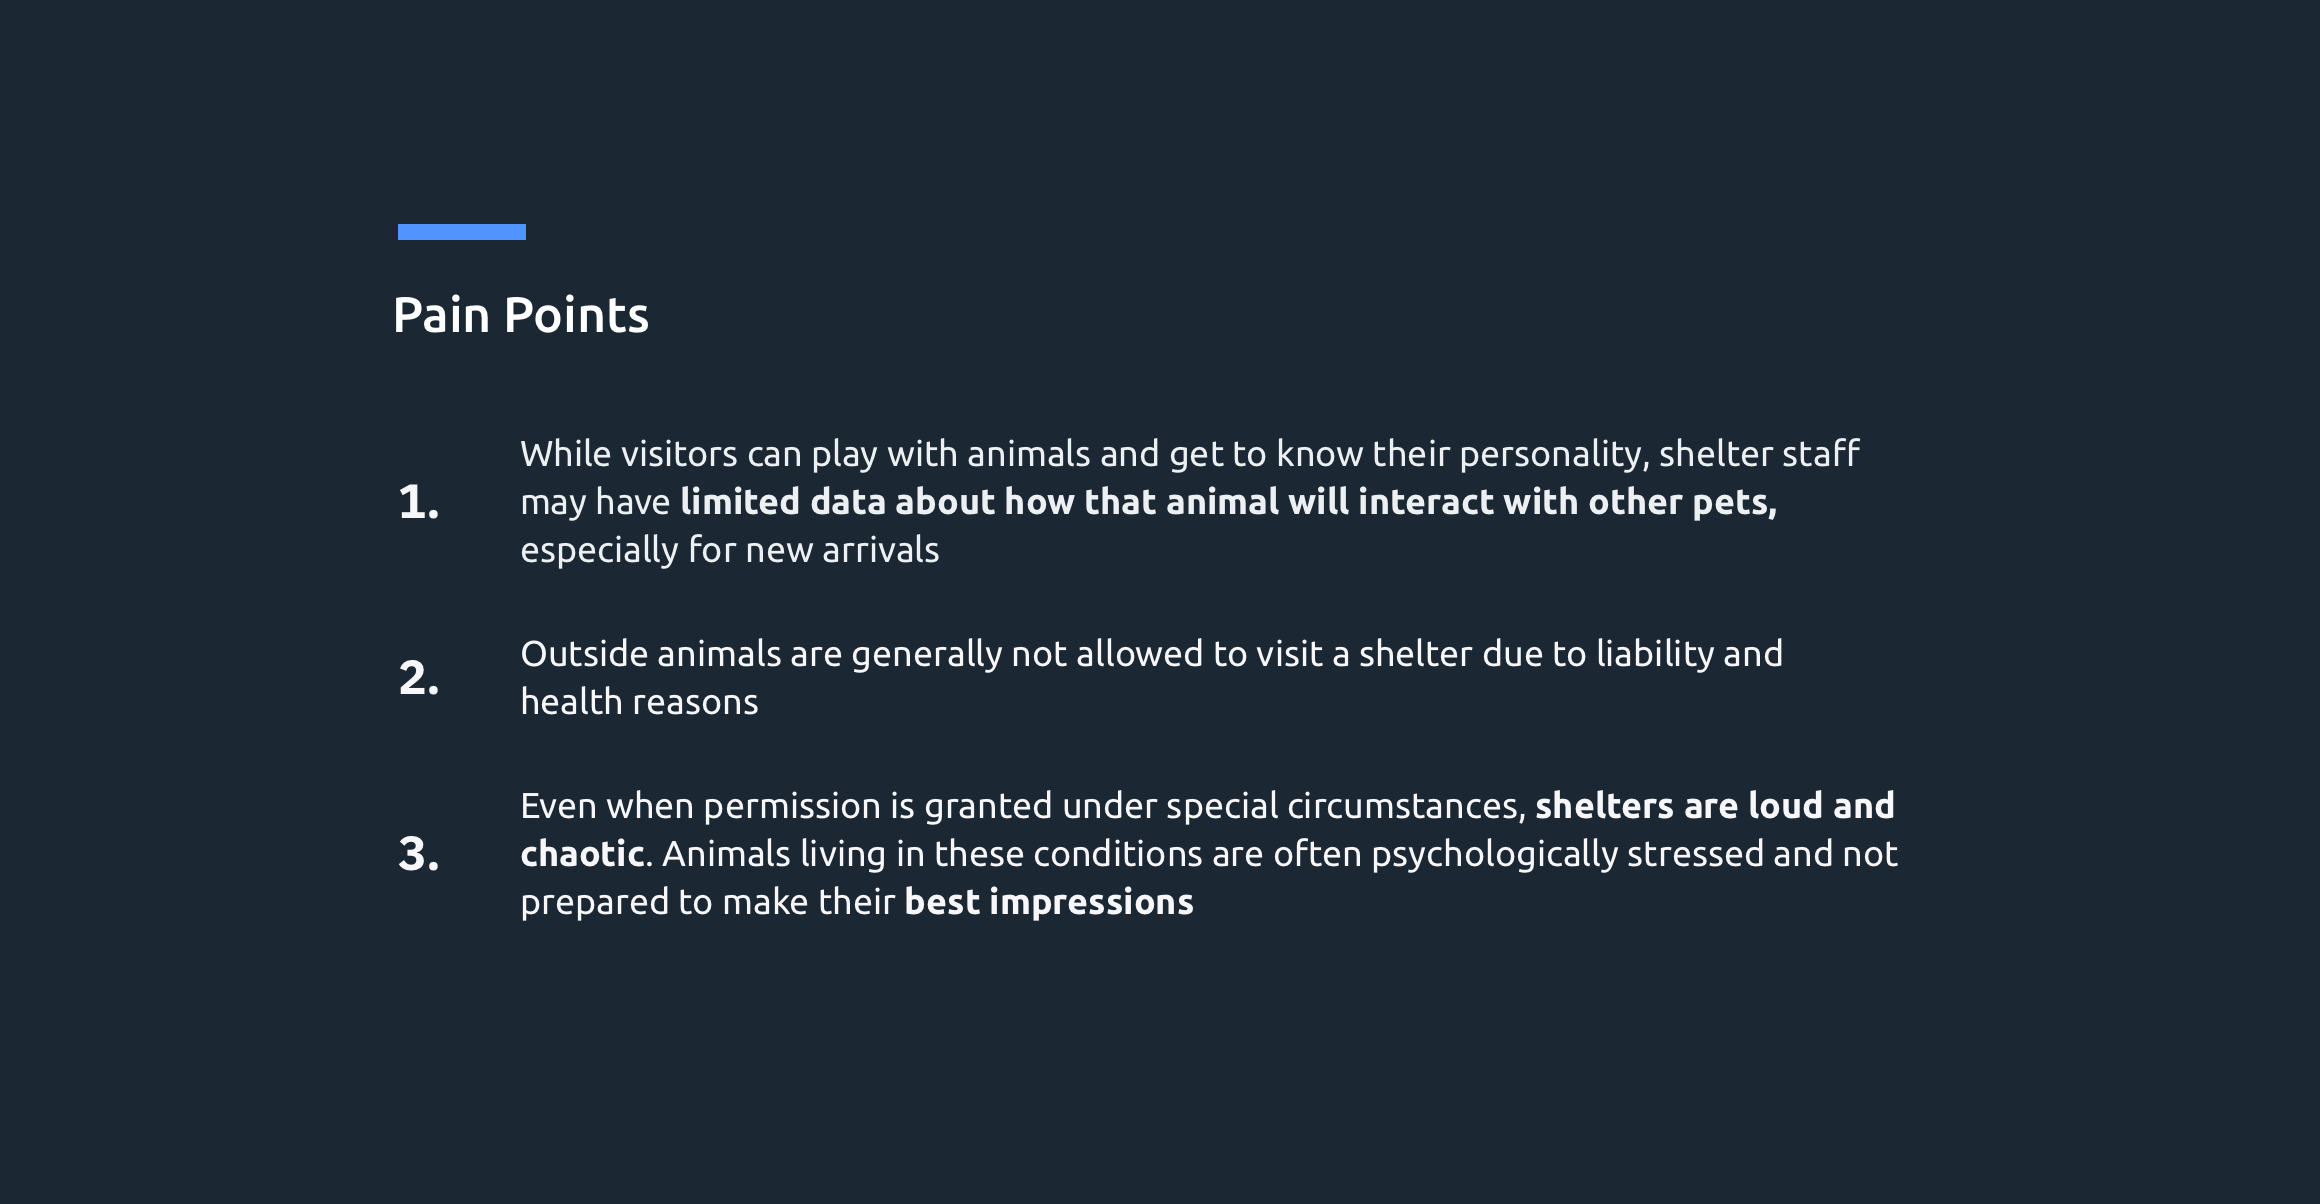 Pain Points
1.
While visitors can play with animals and get to know their personality, shelter staff
may have limited data about how that animal will interact with other pets,
especially for new arrivals
2.
Outside animals are generally not allowed to visit a shelter due to liability and
health reasons
3.
Even when permission is granted under special circumstances, shelters are loud and
chaotic. Animals living in these conditions are often psychologically stressed and not
prepared to make their best impressions